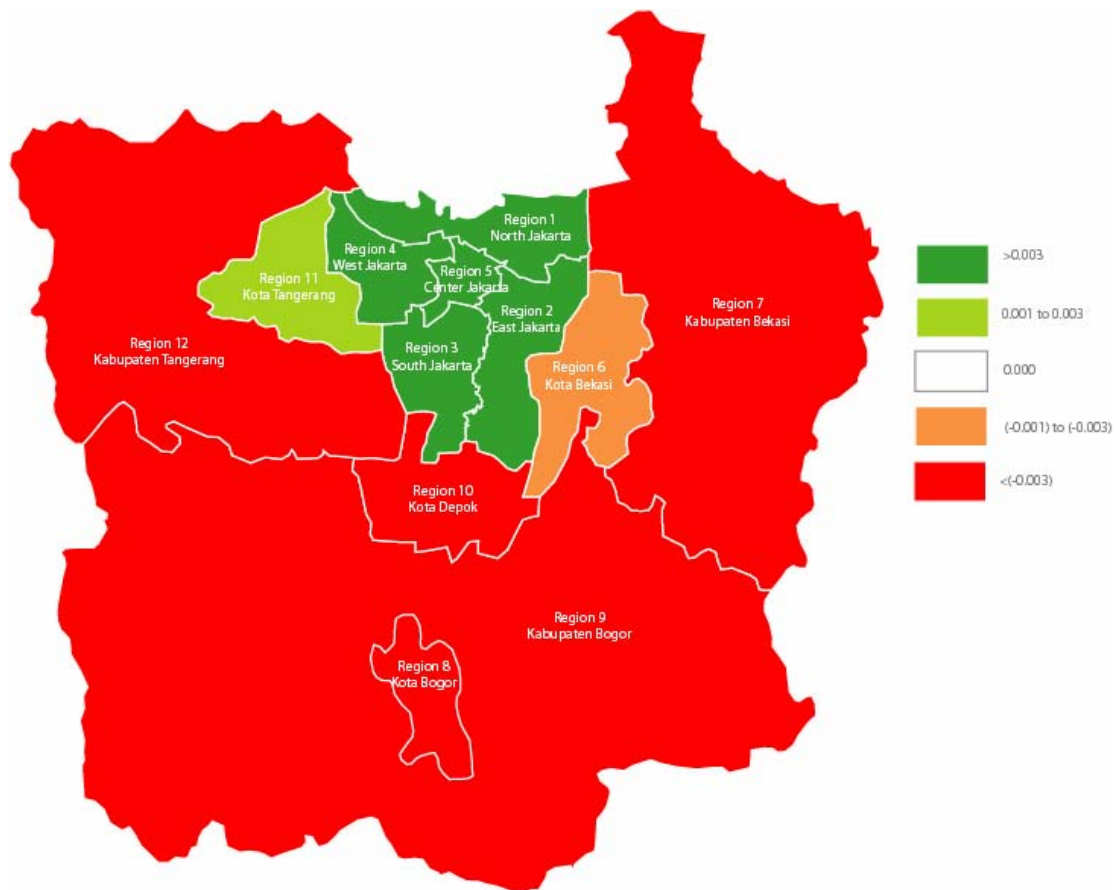 Region 1
North Jakarta
Region 4
West Jakarta
Region 5
Center Jakarta
Region 11
Kota Tangerang
Region 2
East Jakarta
Region 7
Kabupaten Bekasi
Region 12
Kabupaten Tangerang
Region 3
South Jakarta
Region 6
Kota Bekasi
Region 10
Kota Depok
Region 9
Kabupaten Bogor
Region 8
Kota Bogor
>0.003
0.001 to 0.003
0.000
(-0.001) to (-0.003)
<(-0.003)